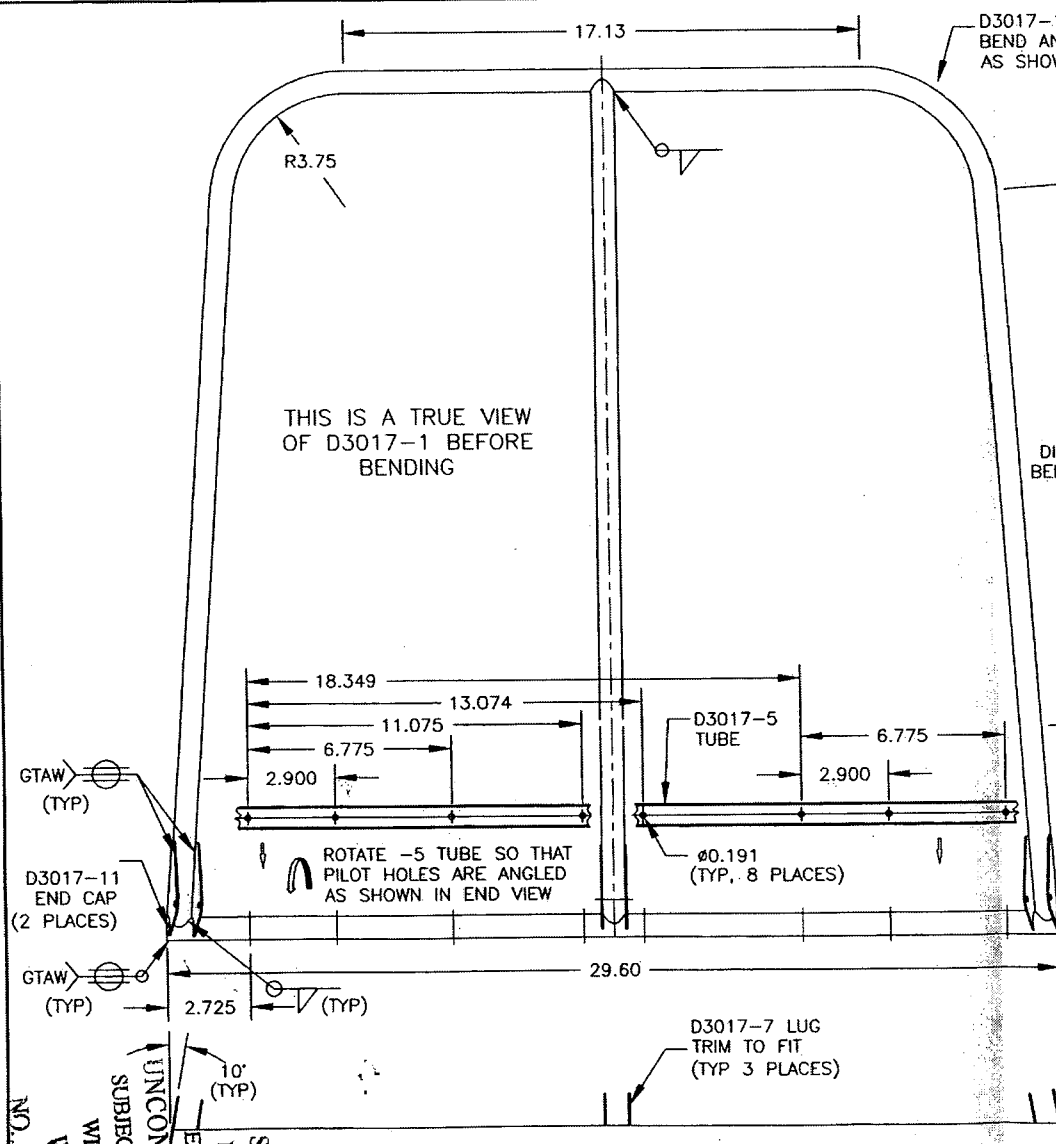 17.13
D3017-
BEND AN
AS SHOW
R3.75
THIS IS A TRUE VIEW
OF D3017-1 BEFORE
BENDING
DI
BEN
18.349
13.074
11.075
6.775
2.900
D3017-5
TUBE
6.775
2.900
GTAW
(TYP)
D3017-11
END CAP
(2 PLACES)
ROTATE -5 TUBE SO THAT
PILOT HOLES ARE ANGLED
AS SHOWN IN END VIEW
ø0.191
(TYP, 8 PLACES)
29.60
GTAW
(TYP)
2.725
(TYP)
10°
(TYP)
D3017-7 LUG
TRIM TO FIT
(TYP 3 PLACES)
UNCON
SUBJEC
WI
NO.